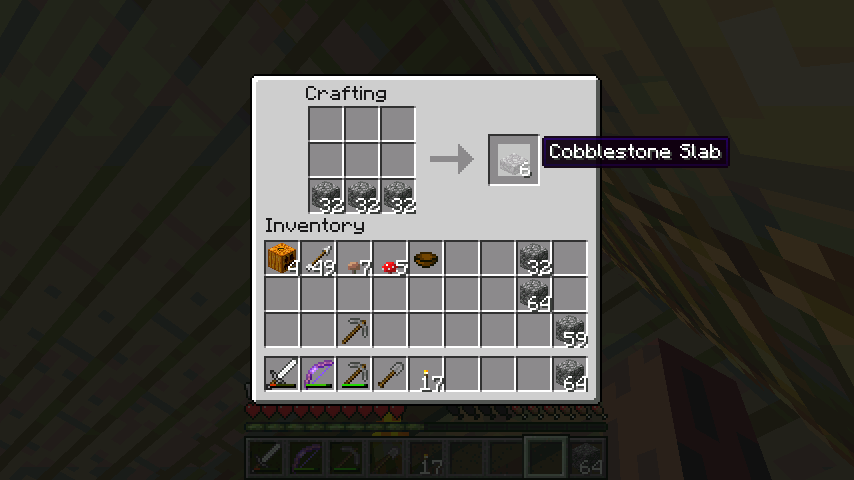 Crafting
6
Cobblestone Slab
32 32 32
Inventory
4 49 7 5 32
64
59
17 64
17 64